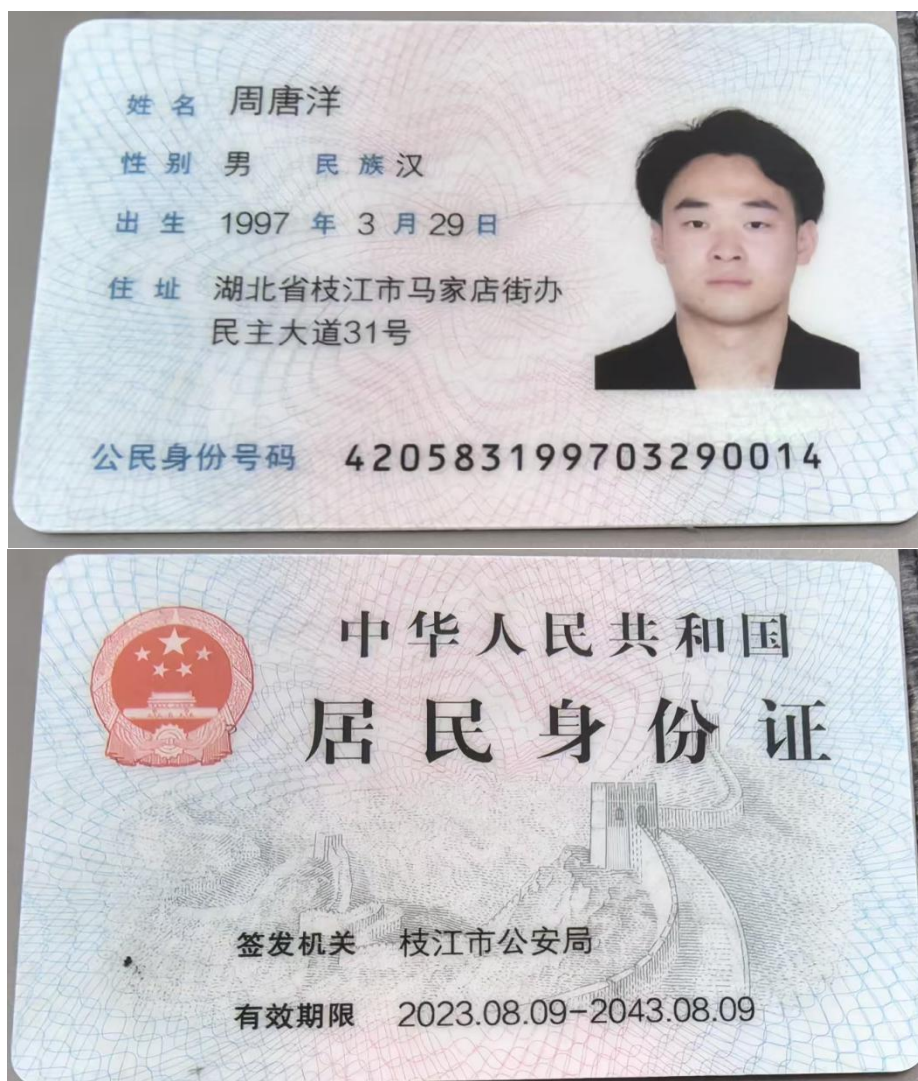 姓名 周唐洋
性别 男 民族 汉
出生 1997 年 3 月 29 日
住址 湖北省枝江市马家店街办
民主大道31号
公民身份号码 420583199703290014
中华人民共和国
居民身份证
签发机关 枝江市公安局
有效期限 2023.08.09-2043.08.09